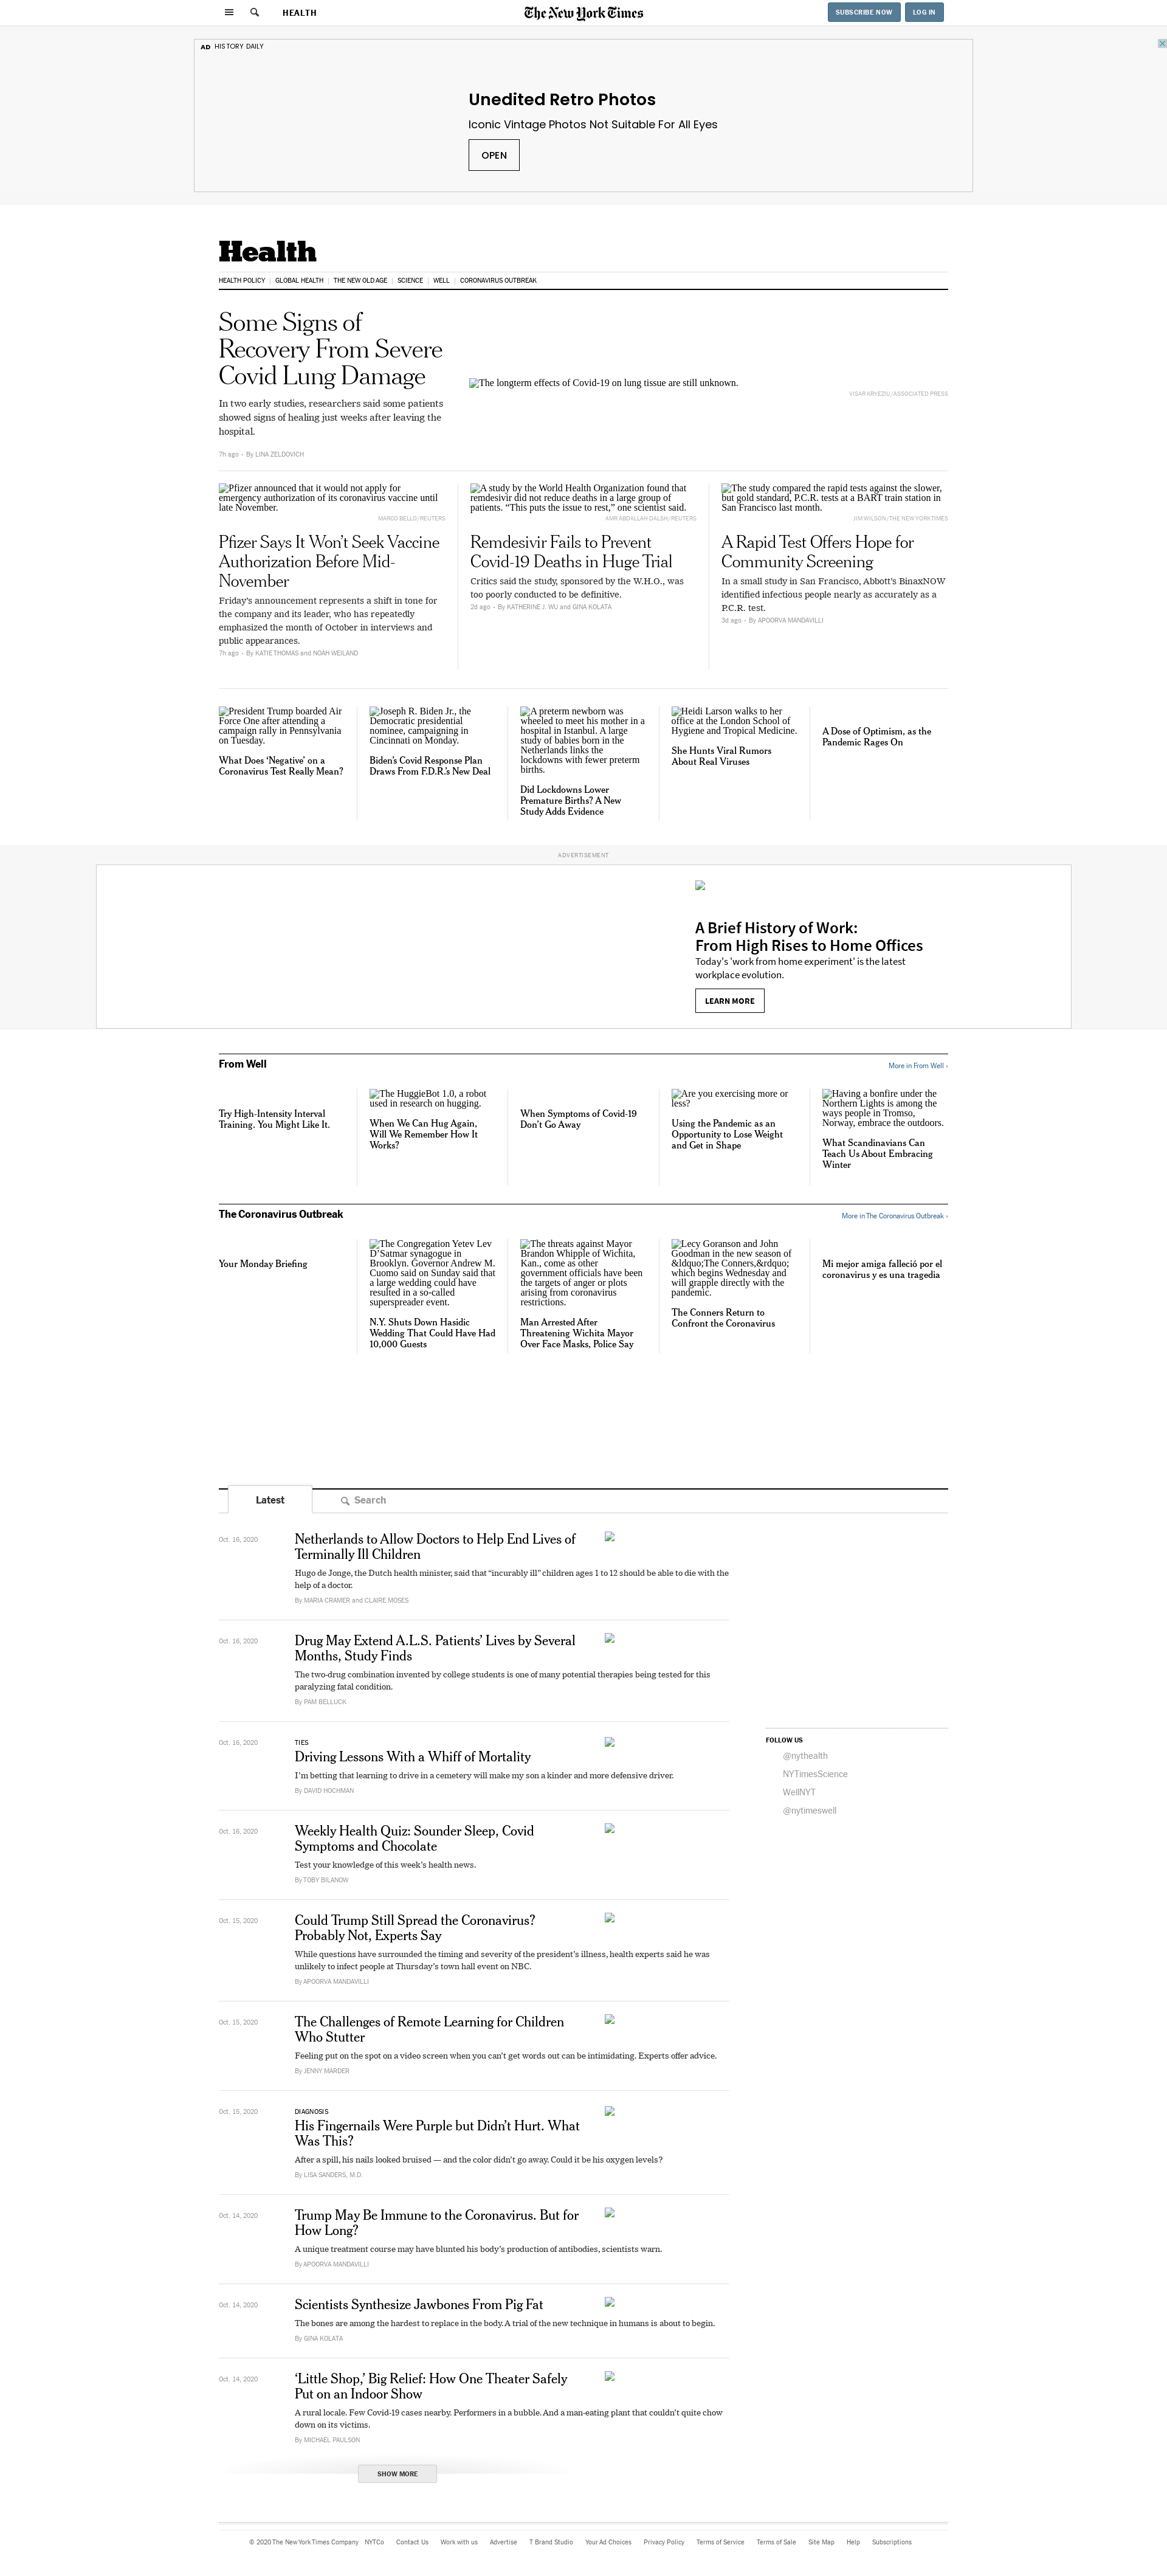 HEALTH
The New York Times
SUBSCRIBE NOW
LOG IN
AD HISTORY DAILY
Unedited Retro Photos
Iconic Vintage Photos Not Suitable For All Eyes
OPEN
Health
HEALTH POLICY
GLOBAL HEALTH
THE NEW OLD AGE
SCIENCE
WELL
CORONAVIRUS OUTBREAK
Some Signs of
Recovery From Severe
Covid Lung Damage
In two early studies, researchers said some patients
showed signs of healing just weeks after leaving the
hospital.
7h ago • By LINA ZELDOVICH
The longterm effects of Covid-19 on lung tissue are still unknown.
VISAR KRYEZIU/ASSOCIATED PRESS
Pfizer announced that it would not apply for
emergency authorization of its coronavirus vaccine until
late November.
MARCO BELLO/REUTERS
Pfizer Says It Won’t Seek Vaccine
Authorization Before Mid-
November
Friday’s announcement represents a shift in tone for
the company and its leader, who has repeatedly
emphasized the month of October in interviews and
public appearances.
7h ago • By KATIE THOMAS and NOAH WEILAND
A study by the World Health Organization found that
remdesivir did not reduce deaths in a large group of
patients. “This puts the issue to rest,” one scientist said.
AMR ABDALLAH DALSH/REUTERS
Remdesivir Fails to Prevent
Covid-19 Deaths in Huge Trial
Critics said the study, sponsored by the W.H.O., was
too poorly conducted to be definitive.
2d ago • By KATHERINE J. WU and GINA KOLATA
The study compared the rapid tests against the slower,
but gold standard, P.C.R. tests at a BART train station in
San Francisco last month.
JIM WILSON/THE NEW YORK TIMES
A Rapid Test Offers Hope for
Community Screening
In a small study in San Francisco, Abbott’s BinaxNOW
identified infectious people nearly as accurately as a
P.C.R. test.
3d ago • By APOORVA MANDAVILLI
President Trump boarded Air
Force One after attending a
campaign rally in Pennsylvania
on Tuesday.
What Does ‘Negative’ on a
Coronavirus Test Really Mean?
Joseph R. Biden Jr., the
Democratic presidential
nominee, campaigning in
Cincinnati on Monday.
Biden’s Covid Response Plan
Draws From F.D.R.’s New Deal
A preterm newborn was
wheeled to meet his mother in a
hospital in Istanbul. A large
study of babies born in the
Netherlands links the
lockdowns with fewer preterm
births.
Did Lockdowns Lower
Premature Births? A New
Study Adds Evidence
Heidi Larson walks to her
office at the London School of
Hygiene and Tropical Medicine.
She Hunts Viral Rumors
About Real Viruses
A Dose of Optimism, as the
Pandemic Rages On
ADVERTISEMENT
A Brief History of Work:
From High Rises to Home Offices
Today's 'work from home experiment' is the latest
workplace evolution.
LEARN MORE
From Well
More in From Well ›
Try High-Intensity Interval
Training. You Might Like It.
The HuggieBot 1.0, a robot
used in research on hugging.
When We Can Hug Again,
Will We Remember How It
Works?
When Symptoms of Covid-19
Don’t Go Away
Are you exercising more or
less?
Using the Pandemic as an
Opportunity to Lose Weight
and Get in Shape
Having a bonfire under the
Northern Lights is among the
ways people in Tromso,
Norway, embrace the outdoors.
What Scandinavians Can
Teach Us About Embracing
Winter
The Coronavirus Outbreak
More in The Coronavirus Outbreak ›
Your Monday Briefing
The Congregation Yetev Lev
D’Satmar synagogue in
Brooklyn. Governor Andrew M.
Cuomo said on Sunday said that
a large wedding could have
resulted in a so-called
superspreader event.
N.Y. Shuts Down Hasidic
Wedding That Could Have Had
10,000 Guests
The threats against Mayor
Brandon Whipple of Wichita,
Kan., come as other
government officials have been
the targets of anger or plots
arising from coronavirus
restrictions.
Man Arrested After
Threatening Wichita Mayor
Over Face Masks, Police Say
Lecy Goranson and John
Goodman in the new season of
&ldquo;The Conners,&rdquo;
which begins Wednesday and
will grapple directly with the
pandemic.
The Conners Return to
Confront the Coronavirus
Mi mejor amiga falleció por el
coronavirus y es una tragedia
Latest
Search
Oct. 16, 2020
Netherlands to Allow Doctors to Help End Lives of
Terminally Ill Children
Hugo de Jonge, the Dutch health minister, said that “incurably ill” children ages 1 to 12 should be able to die with the
help of a doctor.
By MARIA CRAMER and CLAIRE MOSES
Oct. 16, 2020
Drug May Extend A.L.S. Patients’ Lives by Several
Months, Study Finds
The two-drug combination invented by college students is one of many potential therapies being tested for this
paralyzing fatal condition.
By PAM BELLUCK
Oct. 16, 2020
TIES
Driving Lessons With a Whiff of Mortality
I’m betting that learning to drive in a cemetery will make my son a kinder and more defensive driver.
By DAVID HOCHMAN
FOLLOW US
@nythealth
NYTimesScience
WellNYT
@nytimeswell
Oct. 16, 2020
Weekly Health Quiz: Sounder Sleep, Covid
Symptoms and Chocolate
Test your knowledge of this week’s health news.
By TOBY BILANOW
Oct. 15, 2020
Could Trump Still Spread the Coronavirus?
Probably Not, Experts Say
While questions have surrounded the timing and severity of the president’s illness, health experts said he was
unlikely to infect people at Thursday’s town hall event on NBC.
By APOORVA MANDAVILLI
Oct. 15, 2020
The Challenges of Remote Learning for Children
Who Stutter
Feeling put on the spot on a video screen when you can’t get words out can be intimidating. Experts offer advice.
By JENNY MARDER
Oct. 15, 2020
DIAGNOSIS
His Fingernails Were Purple but Didn’t Hurt. What
Was This?
After a spill, his nails looked bruised — and the color didn’t go away. Could it be his oxygen levels?
By LISA SANDERS, M.D.
Oct. 14, 2020
Trump May Be Immune to the Coronavirus. But for
How Long?
A unique treatment course may have blunted his body’s production of antibodies, scientists warn.
By APOORVA MANDAVILLI
Oct. 14, 2020
Scientists Synthesize Jawbones From Pig Fat
The bones are among the hardest to replace in the body. A trial of the new technique in humans is about to begin.
By GINA KOLATA
Oct. 14, 2020
‘Little Shop,’ Big Relief: How One Theater Safely
Put on an Indoor Show
A rural locale. Few Covid-19 cases nearby. Performers in a bubble. And a man-eating plant that couldn’t quite chow
down on its victims.
By MICHAEL PAULSON
SHOW MORE
© 2020 The New York Times Company
NYTCo
Contact Us
Work with us
Advertise
T Brand Studio
Your Ad Choices
Privacy Policy
Terms of Service
Terms of Sale
Site Map
Help
Subscriptions